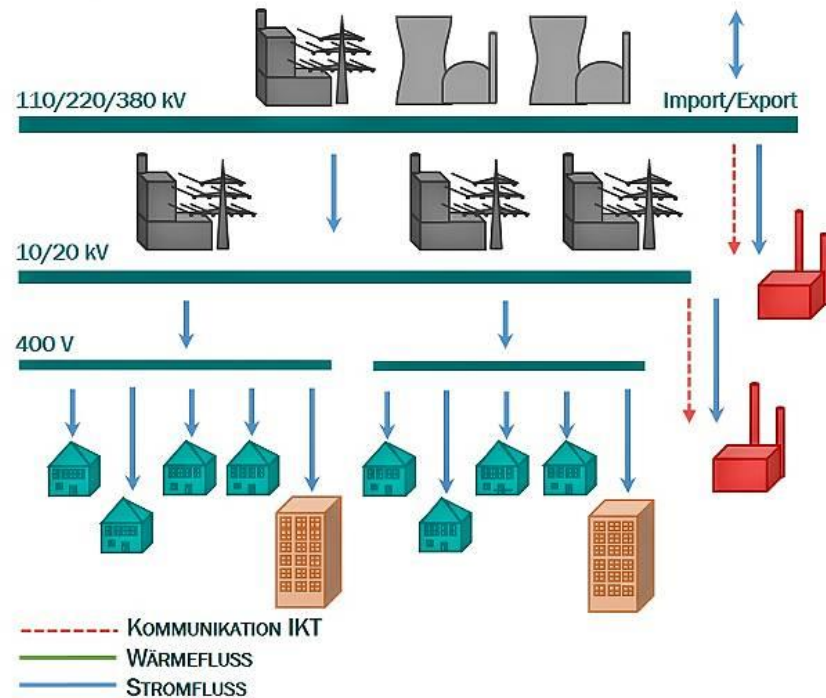 110/220/380 kV
Import/Export
10/20 kV
400 V
KOMMUNIKATION IKT
WÄRMEFLUSS
STROMFLUSS